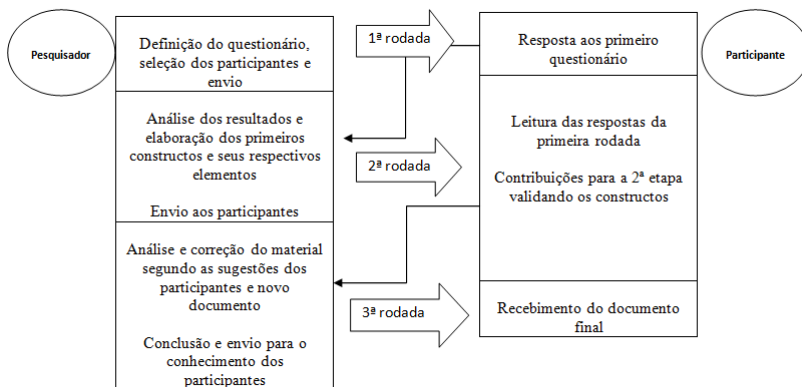 Pesquisador
Definição do questionário,
seleção dos participantes e
envio
1ª rodada
Resposta aos primeiro
questionário
Participante
Análise dos resultados e
elaboração dos primeiros
constructos e seus respectivos
elementos
Envio aos participantes
2ª rodada
Leitura das respostas da
primeira rodada
Contribuições para a 2ª etapa
validando os constructos
Análise e correção do material
segundo as sugestões dos
participantes e novo
documento
Conclusão e envio para o
conhecimento dos
participantes
3ª rodada
Recebimento do documento
final